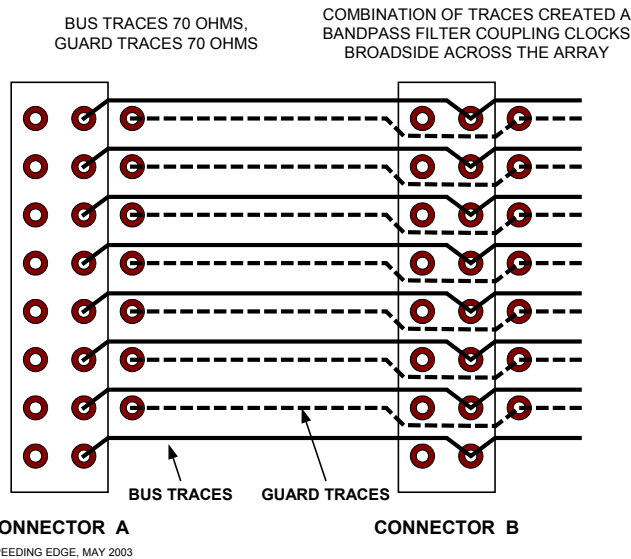 BUS TRACES 70 OHMS,
GUARD TRACES 70 OHMS
COMBINATION OF TRACES CREATED A
BANDPASS FILTER COUPLING CLOCKS
BROADSIDE ACROSS THE ARRAY
BUS TRACES
GUARD TRACES
ONNECTOR A
CONNECTOR B
EEDING EDGE, MAY 2003